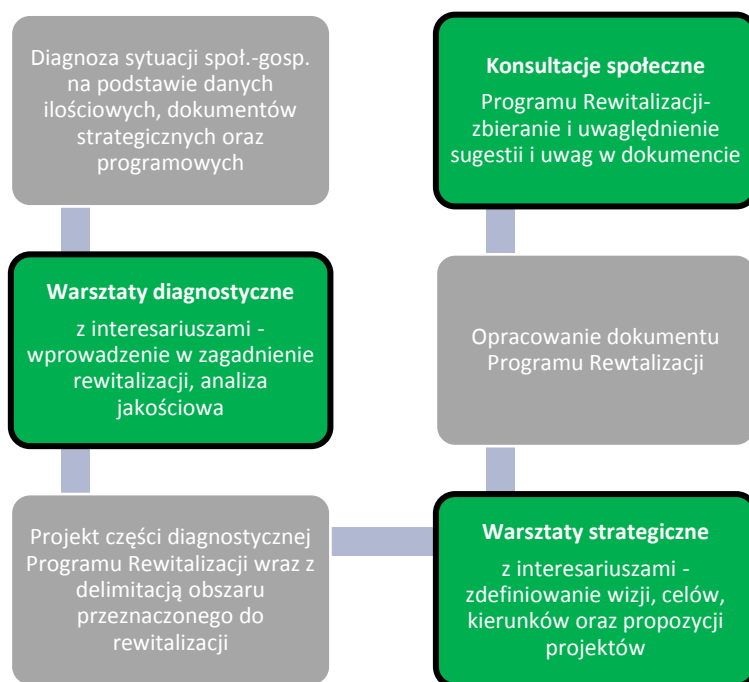 Diagnoza sytuacji społ.-gosp.
na podstawie danych
ilościowych, dokumentów
strategicznych oraz
programowych
Warsztaty diagnostyczne
z interesariuszami -
wprowadzenie w zagadnienie
rewitalizacji, analiza
jakościowa
Projekt części diagnostycznej
Programu Rewitalizacji wraz z
delimitacją obszaru
przeznaczonego do
rewitalizacji
Warsztaty strategiczne
z interesariuszami -
zdefiniowanie wizji, celów,
kierunków oraz propozycji
projektów
Opracowanie dokumentu
Programu Rewtalizacji
Konsultacje społeczne
Programu Rewitalizacji-
zbieranie i uwaględnienie
sugestii i uwag w dokumencie